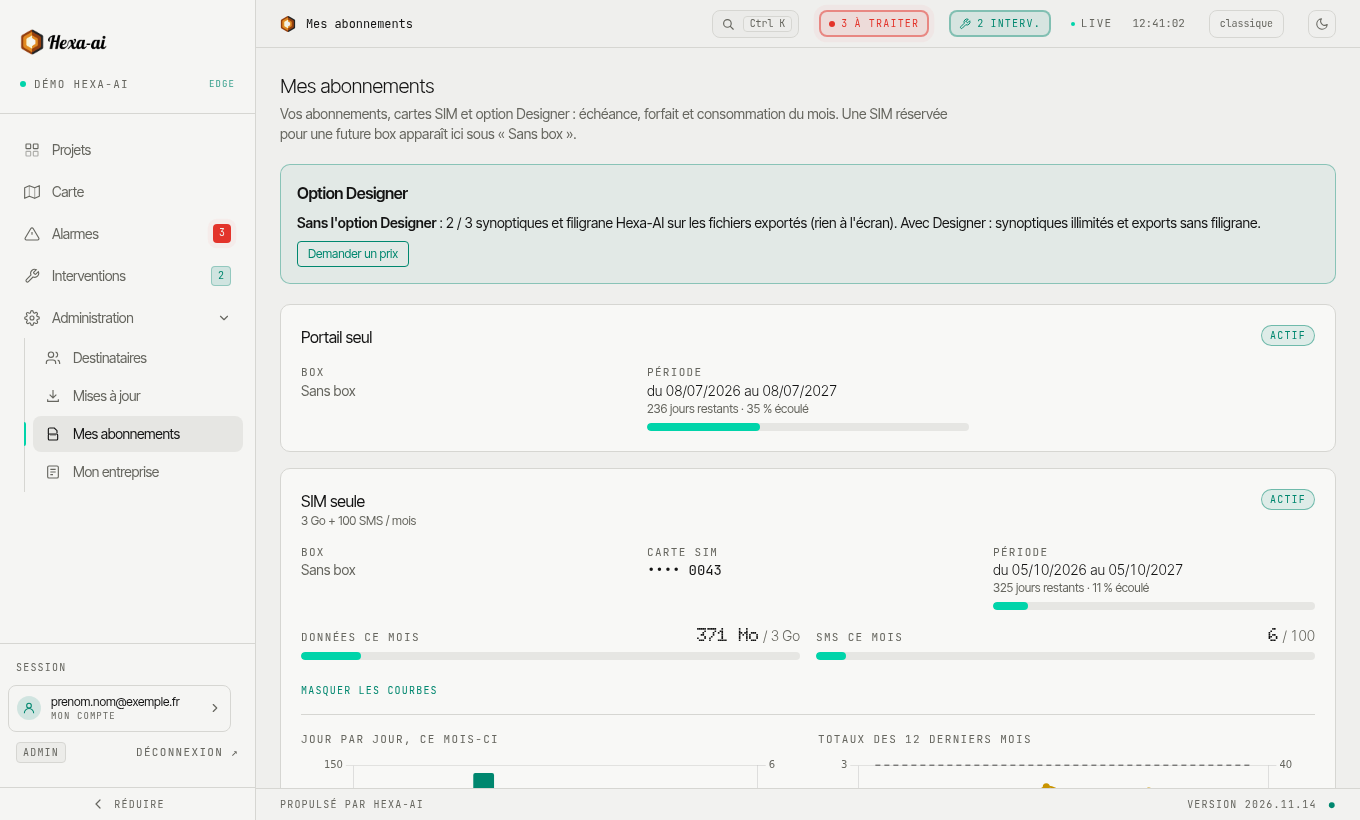 Hexa-ai
DÉMO HEXA-AI
EDGE
Projets
Carte
Alarmes
3
Interventions
2
Administration
Destinataires
Mises à jour
Mes abonnements
Mon entreprise
SESSION
prenom.nom@exemple.fr
MON COMPTE
ADMIN
DÉCONNEXION ↗
RÉDUIRE
Mes abonnements
Ctrl K
3 À TRAITER
2 INTERV.
LIVE
12:41:02
classique
Mes abonnements
Vos abonnements, cartes SIM et option Designer : échéance, forfait et consommation du mois. Une SIM réservée
pour une future box apparaît ici sous « Sans box ».
Option Designer
Sans l'option Designer : 2 / 3 synoptiques et filigrane Hexa-AI sur les fichiers exportés (rien à l'écran). Avec Designer : synoptiques illimités et exports sans filigrane.
Demander un prix
Portail seul
ACTIF
BOX
Sans box
PÉRIODE
du 08/07/2026 au 08/07/2027
236 jours restants · 35 % écoulé
SIM seule
ACTIF
3 Go + 100 SMS / mois
BOX
Sans box
CARTE SIM
•••• 0043
PÉRIODE
du 05/10/2026 au 05/10/2027
325 jours restants · 11 % écoulé
DONNÉES CE MOIS
371 Mo / 3 Go
SMS CE MOIS
6 / 100
MASQUER LES COURBES
JOUR PAR JOUR, CE MOIS-CI
150
6
TOTAUX DES 12 DERNIERS MOIS
3
40
PROPULSÉ PAR HEXA-AI
VERSION 2026.11.14